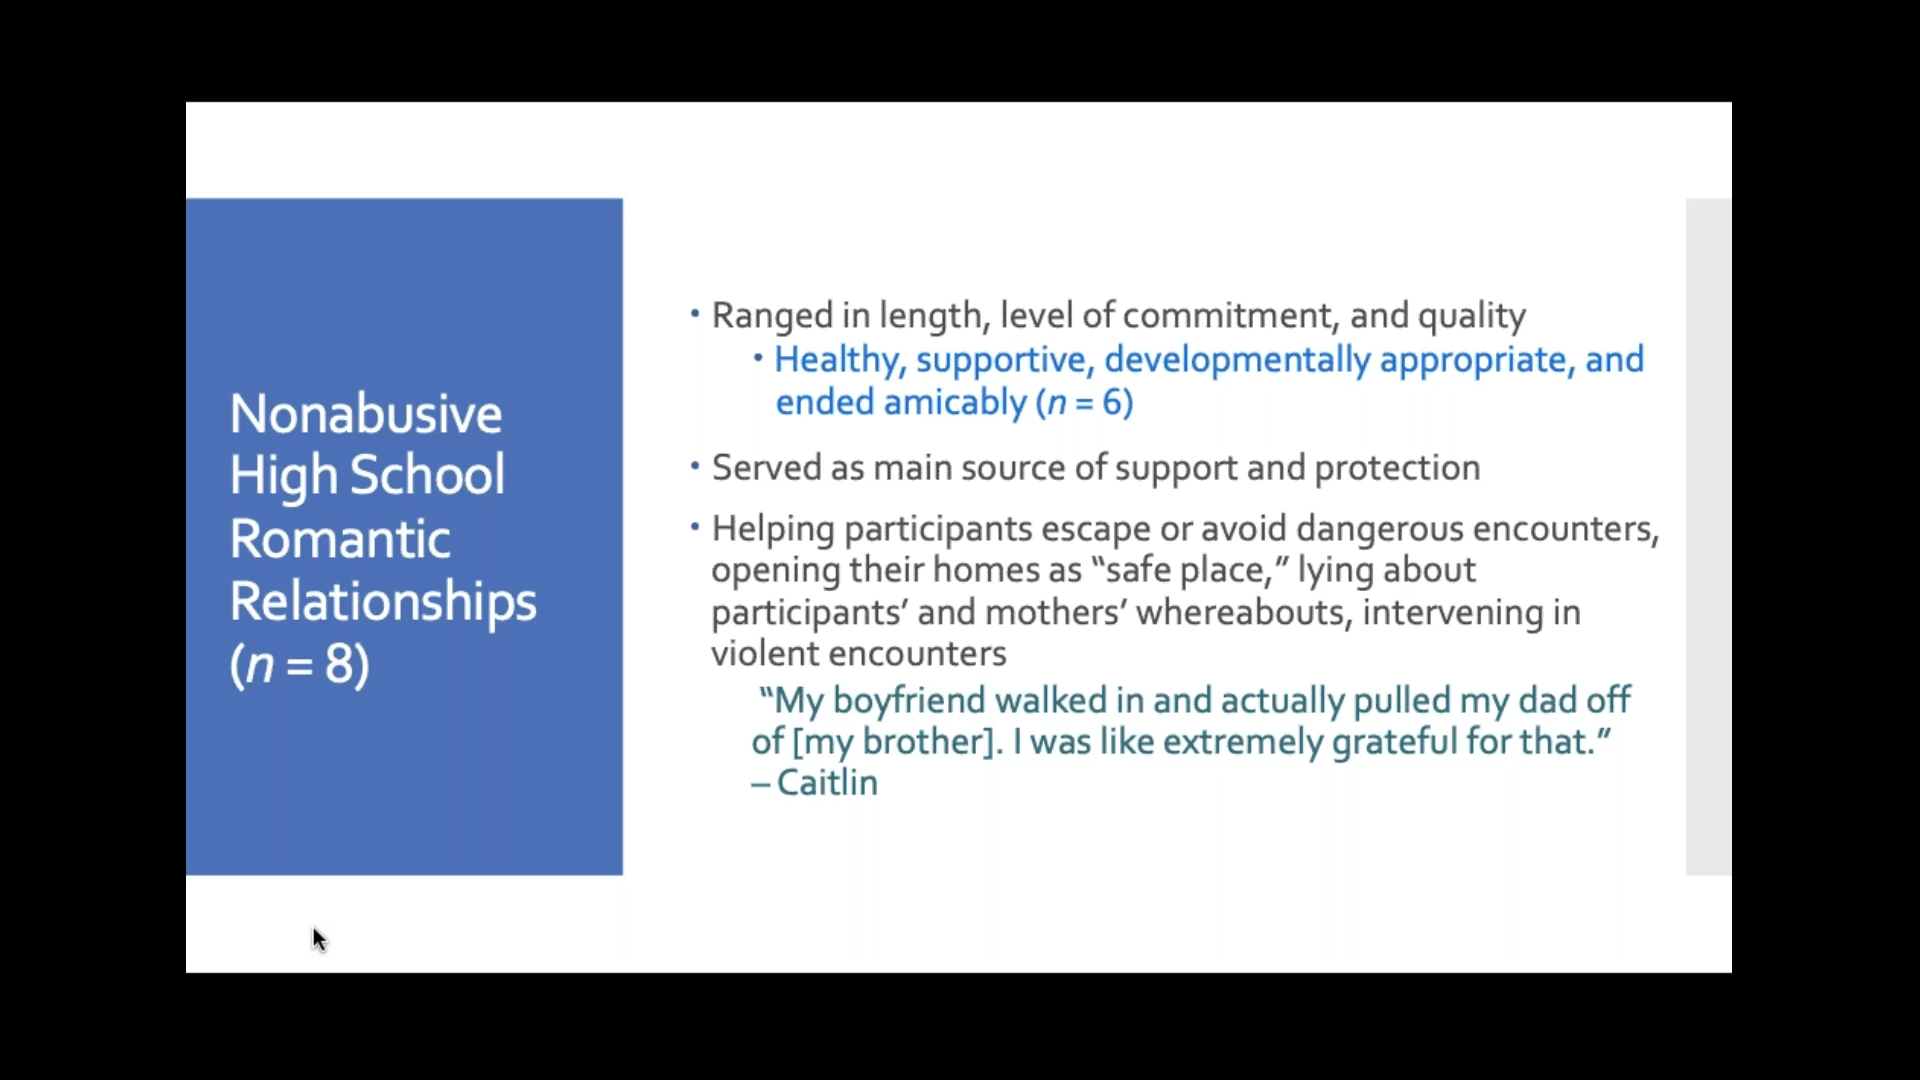 Nonabusive
High School
Romantic
Relationships
(n = 8)
• Ranged in length, level of commitment, and quality
• Healthy, supportive, developmentally appropriate, and
ended amicably (n = 6)
• Served as main source of support and protection
• Helping participants escape or avoid dangerous encounters,
opening their homes as “safe place,” lying about
participants’ and mothers’ whereabouts, intervening in
violent encounters
“My boyfriend walked in and actually pulled my dad off
of [my brother]. I was like extremely grateful for that.”
– Caitlin